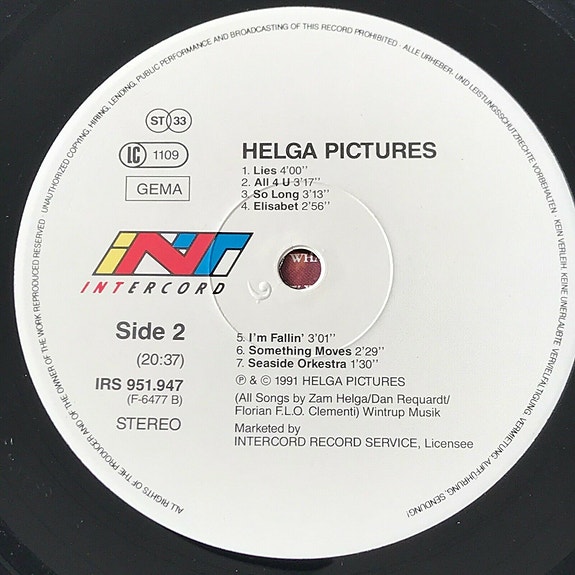 UNAUTHORIZED COPYING, HIRING, LENDING, PUBLIC PERFORMANCE AND BROADCASTING OF THIS RECORD PROHIBITED · ALLE URHEBER- UND LEISTUNGSSCHUTZRECHTE VORBEHALTEN · KEIN VERLEIH, KEINE UNERLAUBTE VERVIELFÄLTIGUNG, VERMIETUNG, AUFFÜHRUNG, SENDUNG!
ALL RIGHTS OF THE PRODUCER AND OF THE OWNER OF THE WORK REPRODUCED RESERVED ·
ST 33
LC 1109
GEMA
HELGA PICTURES
1. Lies 4'00''
2. All 4 U 3'17''
3. So Long 3'13''
4. Elisabet 2'56''
INT
INTERCORD
WHA
Side 2
(20:37)
IRS 951.947
(F-6477 B)
STEREO
5. I'm Fallin' 3'01''
6. Something Moves 2'29''
7. Seaside Orkestra 1'30''
℗ & © 1991 HELGA PICTURES
(All Songs by Zam Helga/Dan Requardt/
Florian F.L.O. Clementi) Wintrup Musik
Marketed by
INTERCORD RECORD SERVICE, Licensee